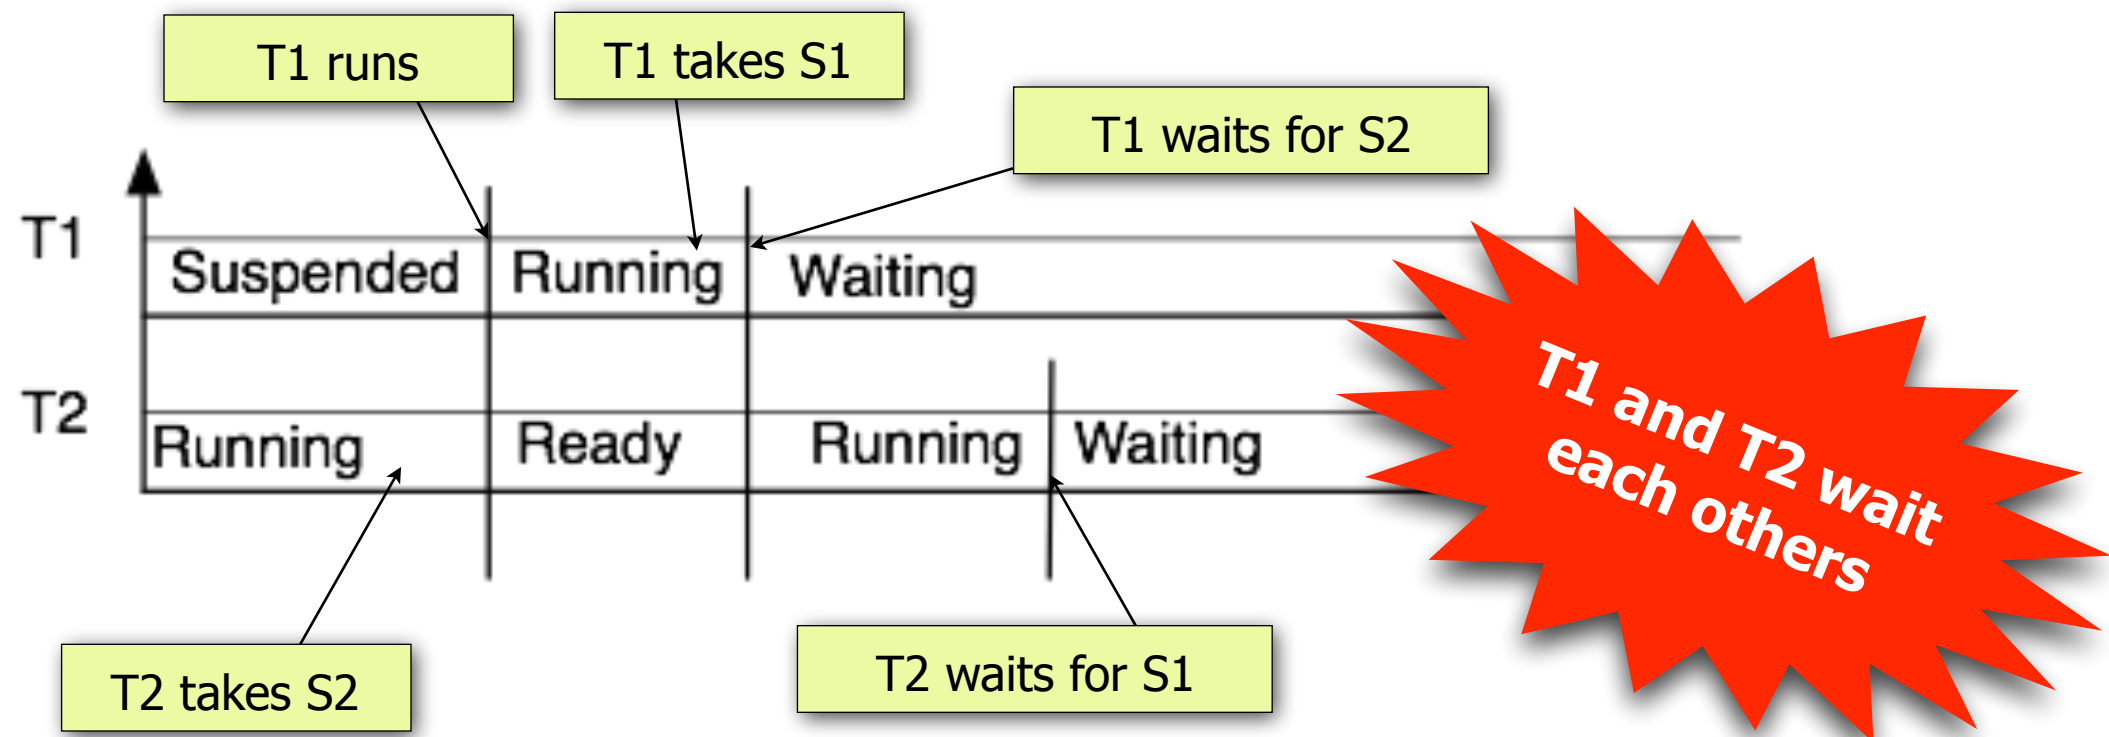 T1 runs
T1 takes S1
T1 waits for S2
T1
Suspended
Running
Waiting
T2
Running
Ready
Running
Waiting
T1 and T2 wait
each others
T2 takes S2
T2 waits for S1